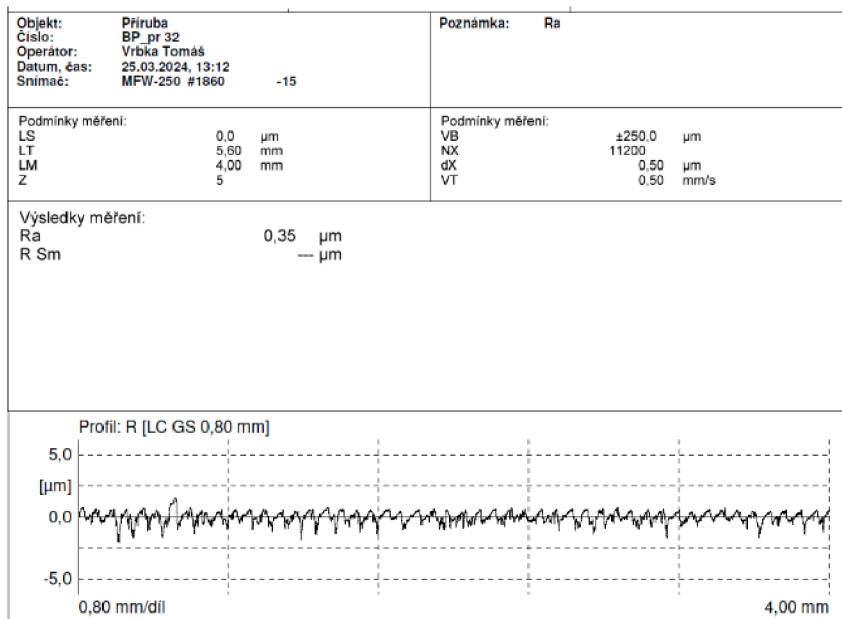 Objekt: Příruba
Číslo: BP_pr 32
Operátor: Vrbka Tomáš
Datum, čas: 25.03.2024, 13:12
Snímač: MFW-250 #1860 -15
Poznámka: Ra
Podmínky měření:
LS 0,0 µm
LT 5,60 mm
LM 4,00 mm
Z 5
Podmínky měření:
VB ±250,0 µm
NX 11200
dX 0,50 µm
VT 0,50 mm/s
Výsledky měření:
Ra 0,35 µm
R Sm --- µm
Profil: R [LC GS 0,80 mm]
5,0
[µm]
0,0
-5,0
0,80 mm/díl 4,00 mm